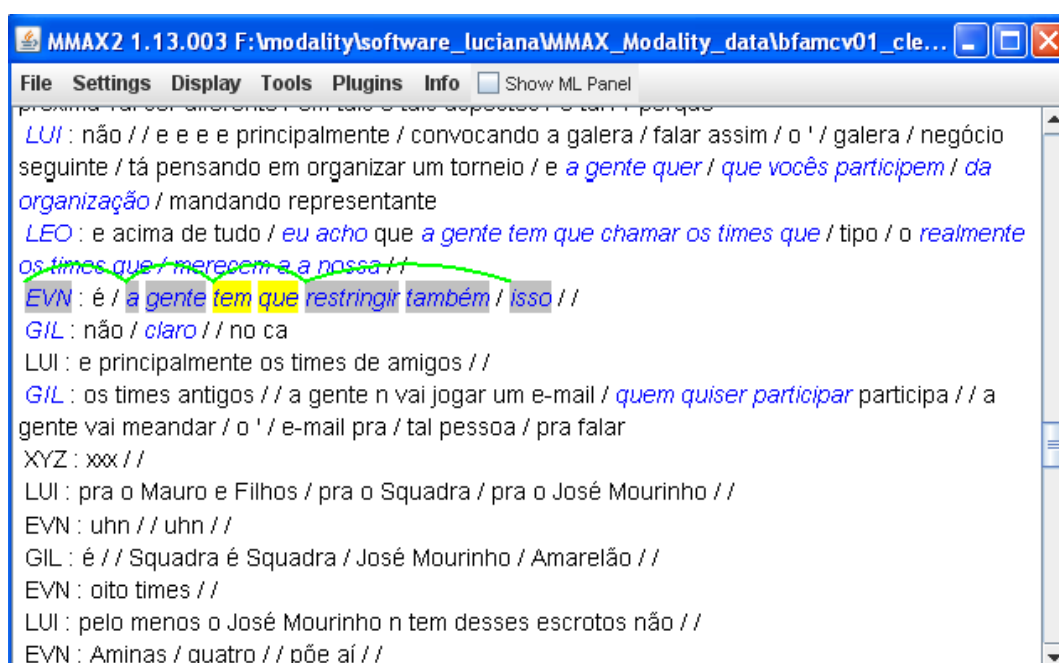 MMAX2 1.13.003 F:\modality\software_luciana\MMAX_Modality_data\bfamcv01_cle...
File Settings Display Tools Plugins Info Show ML Panel
LUI : não / / e e e e principalmente / convocando a galera / falar assim / o ' / galera / negócio
seguinte / tá pensando em organizar um torneio / e a gente quer / que vocês participem / da
organização / mandando representante
LEO : e acima de tudo / eu acho que a gente tem que chamar os times que / tipo / o realmente
os times que / merecem a a nossa / /
EVN : é / a gente tem que restringir também / isso / /
GIL : não / claro / / no ca
LUI : e principalmente os times de amigos / /
GIL : os times antigos / / a gente n vai jogar um e-mail / quem quiser participar participa / / a
gente vai meandar / o ' / e-mail pra / tal pessoa / pra falar
XYZ : xxx / /
LUI : pra o Mauro e Filhos / pra o Squadra / pra o José Mourinho / /
EVN : uhn / / uhn / /
GIL : é / / Squadra é Squadra / José Mourinho / Amarelão / /
EVN : oito times / /
LUI : pelo menos o José Mourinho n tem desses escrotos não / /
EVN : Aminas / quatro / / põe aí / /